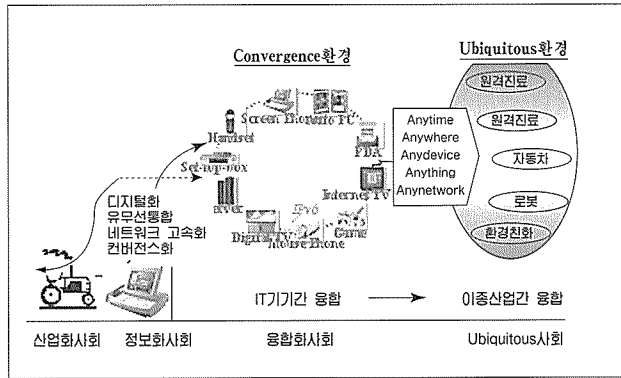 Convergence환경
Ubiquitous환경
Screen Phone
PC
Handset
PDA
Set-top-box
Internet TV
Server
Digital TV
IPv6
Mouse Phone
Game
Anytime
Anywhere
Anydevice
Anything
Anynetwork
원격진료
원격진료
자동차
로봇
환경친화
디지털화
유무선통합
네트워크 고속화
컨버전스화
IT기기간 융합
이종산업간 융합
산업화사회
정보화사회
융합화사회
Ubiquitous사회